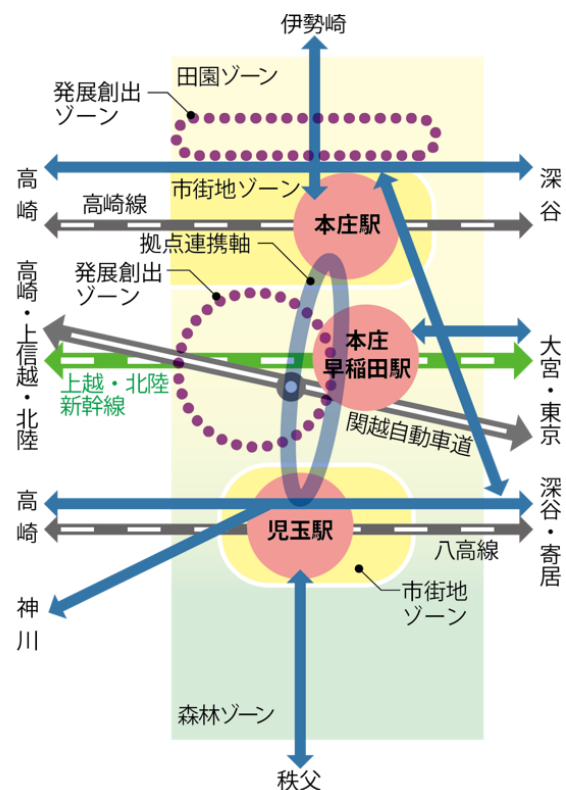 伊勢崎
田園ゾーン
発展創出
ゾーン
高崎
深谷
市街地ゾーン
高崎線
本庄駅
拠点連携軸
発展創出
ゾーン
高崎・上信越・北陸
本庄
早稲田駅
大宮・東京
上越・北陸
新幹線
関越自動車道
高崎
深谷・寄居
児玉駅
八高線
神川
市街地
ゾーン
森林ゾーン
秩父